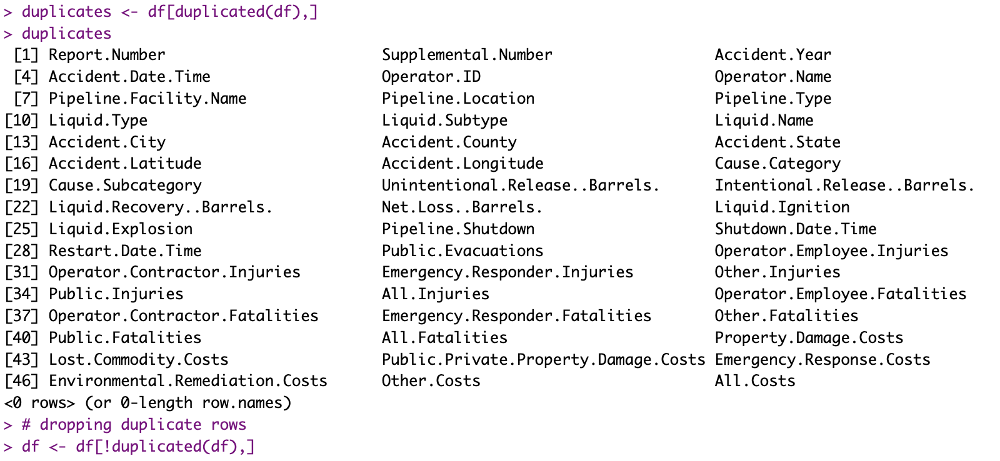 > duplicates <- df[duplicated(df),]
> duplicates
 [1] Report.Number                        Supplemental.Number                  Accident.Year
 [4] Accident.Date.Time                   Operator.ID                          Operator.Name
 [7] Pipeline.Facility.Name               Pipeline.Location                    Pipeline.Type
[10] Liquid.Type                          Liquid.Subtype                       Liquid.Name
[13] Accident.City                        Accident.County                      Accident.State
[16] Accident.Latitude                    Accident.Longitude                   Cause.Category
[19] Cause.Subcategory                    Unintentional.Release..Barrels.      Intentional.Release..Barrels.
[22] Liquid.Recovery..Barrels.            Net.Loss..Barrels.                   Liquid.Ignition
[25] Liquid.Explosion                     Pipeline.Shutdown                    Shutdown.Date.Time
[28] Restart.Date.Time                    Public.Evacuations                   Operator.Employee.Injuries
[31] Operator.Contractor.Injuries         Emergency.Responder.Injuries         Other.Injuries
[34] Public.Injuries                      All.Injuries                         Operator.Employee.Fatalities
[37] Operator.Contractor.Fatalities       Emergency.Responder.Fatalities       Other.Fatalities
[40] Public.Fatalities                    All.Fatalities                       Property.Damage.Costs
[43] Lost.Commodity.Costs                 Public.Private.Property.Damage.Costs Emergency.Response.Costs
[46] Environmental.Remediation.Costs      Other.Costs                          All.Costs
<0 rows> (or 0-length row.names)
> # dropping duplicate rows
> df <- df[!duplicated(df),]